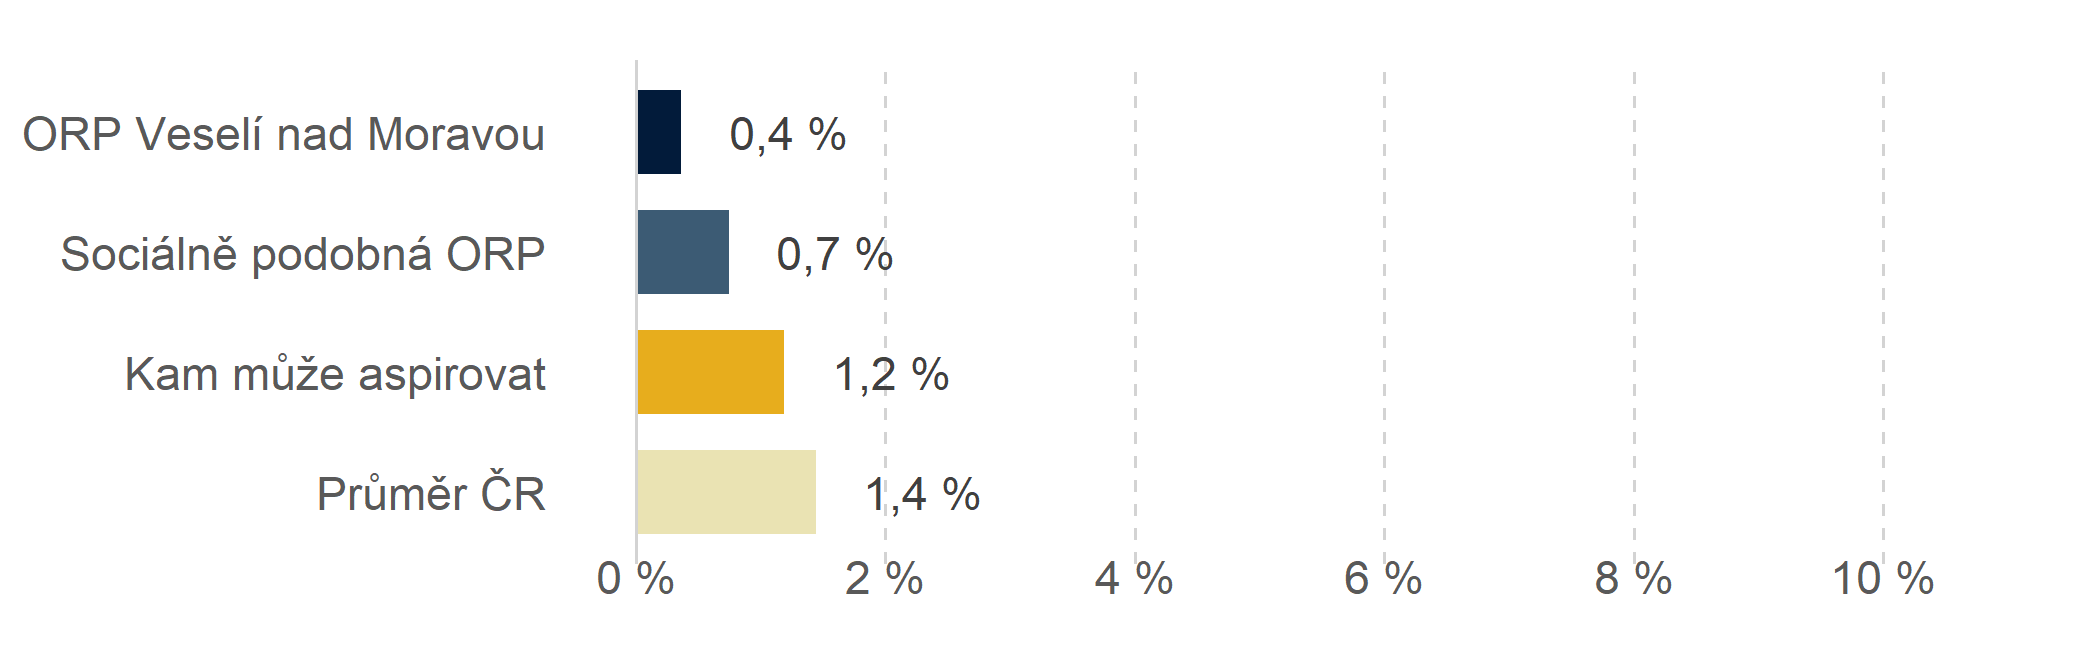 ORP Veselí nad Moravou 0,4 %
Sociálně podobná ORP 0,7 %
Kam může aspirovat 1,2 %
Průměr ČR 1,4 %
0 % 2 % 4 % 6 % 8 % 10 %